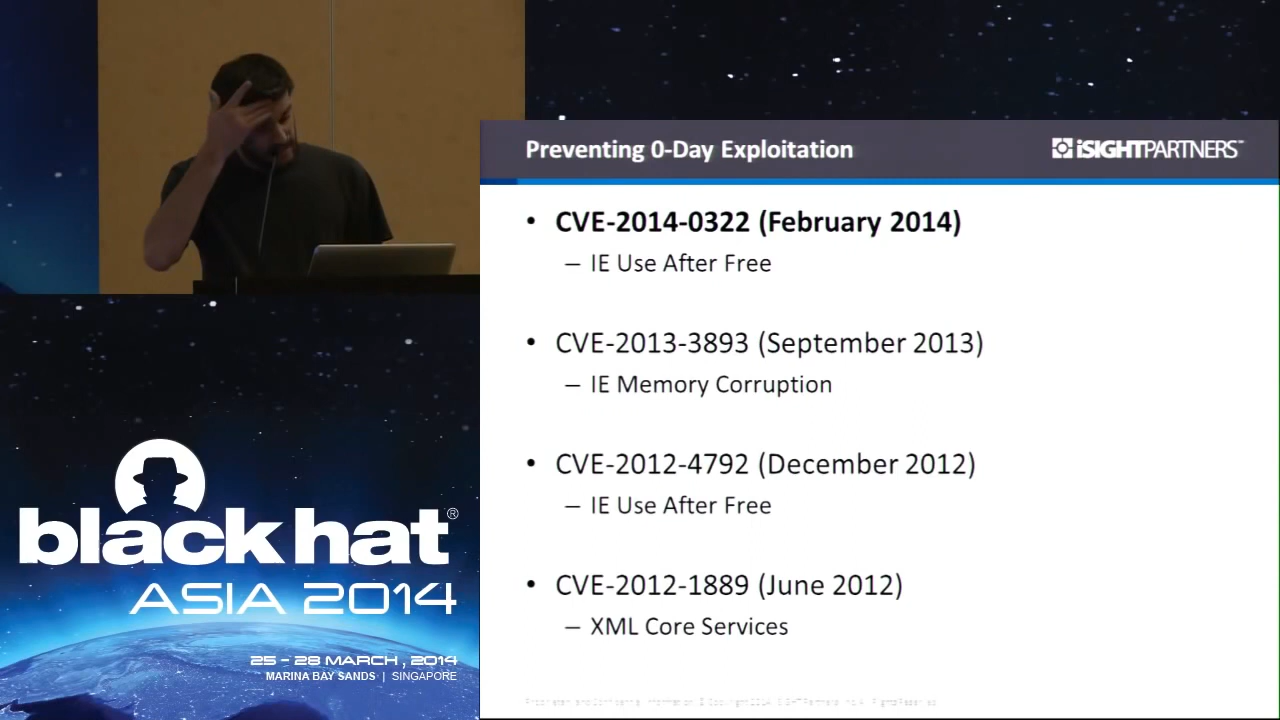 Preventing 0-Day Exploitation
iSIGHTPARTNERS
• CVE-2014-0322 (February 2014)
– IE Use After Free
• CVE-2013-3893 (September 2013)
– IE Memory Corruption
• CVE-2012-4792 (December 2012)
– IE Use After Free
• CVE-2012-1889 (June 2012)
– XML Core Services
black hat®
ASIA 2014
25 - 28 MARCH, 2014
MARINA BAY SANDS | SINGAPORE